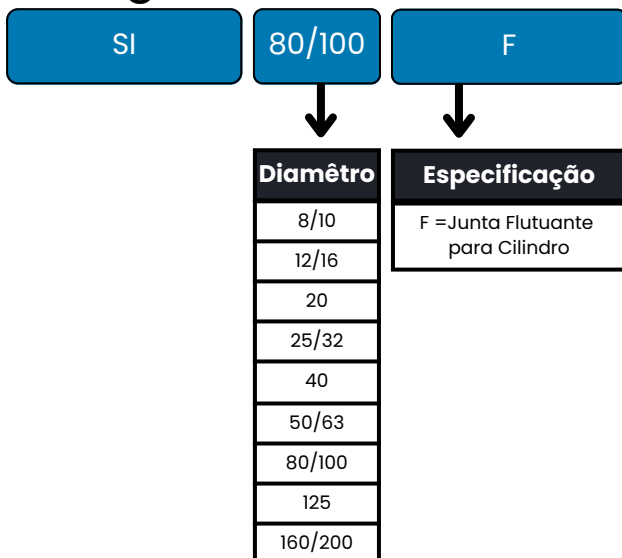 SI 80/100 F
Diamêtro Especificação
8/10
F =Junta Flutuante
para Cilindro
12/16
20
25/32
40
50/63
80/100
125
160/200